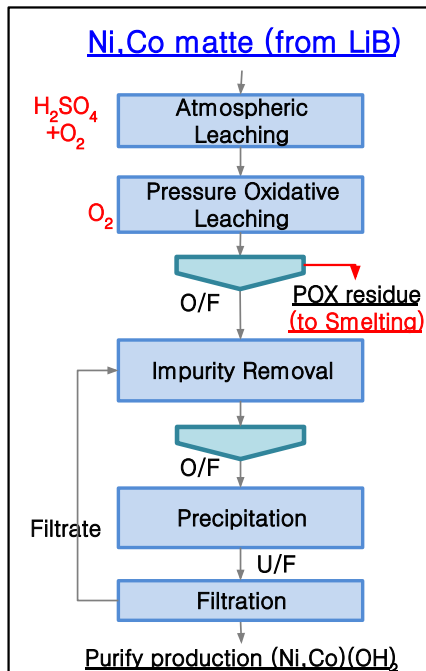 Ni,Co matte (from LiB)
H₂SO₄
+O₂
Atmospheric
Leaching
O₂
Pressure Oxidative
Leaching
O/F
POX residue
(to Smelting)
Impurity Removal
O/F
Filtrate
Precipitation
U/F
Filtration
Purify production (Ni,Co)(OH)₂